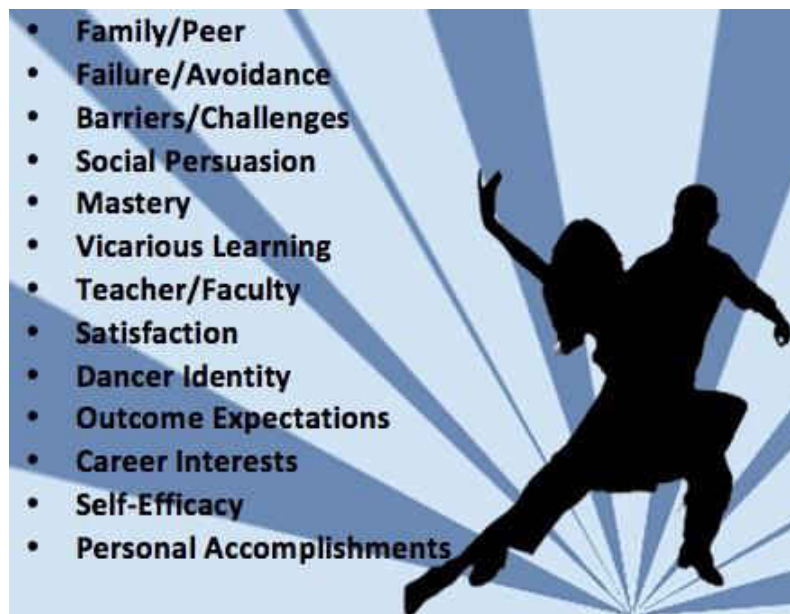 • Family/Peer
• Failure/Avoidance
• Barriers/Challenges
• Social Persuasion
• Mastery
• Vicarious Learning
• Teacher/Faculty
• Satisfaction
• Dancer Identity
• Outcome Expectations
• Career Interests
• Self-Efficacy
• Personal Accomplishments